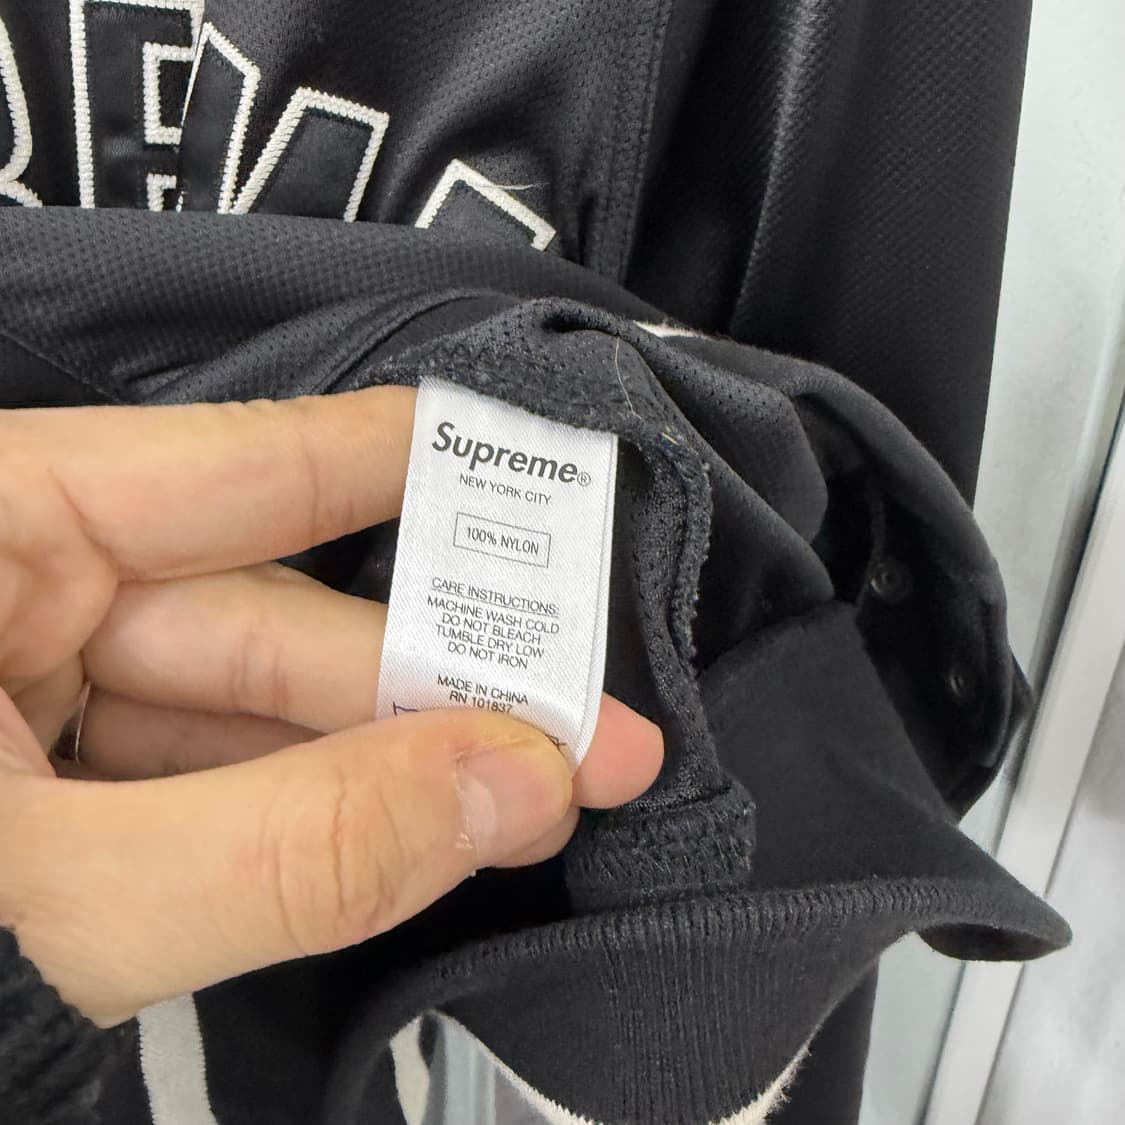 Supreme®
NEW YORK CITY
100% NYLON
CARE INSTRUCTIONS:
MACHINE WASH COLD
DO NOT BLEACH
TUMBLE DRY LOW
DO NOT IRON
MADE IN CHINA
RN 101837